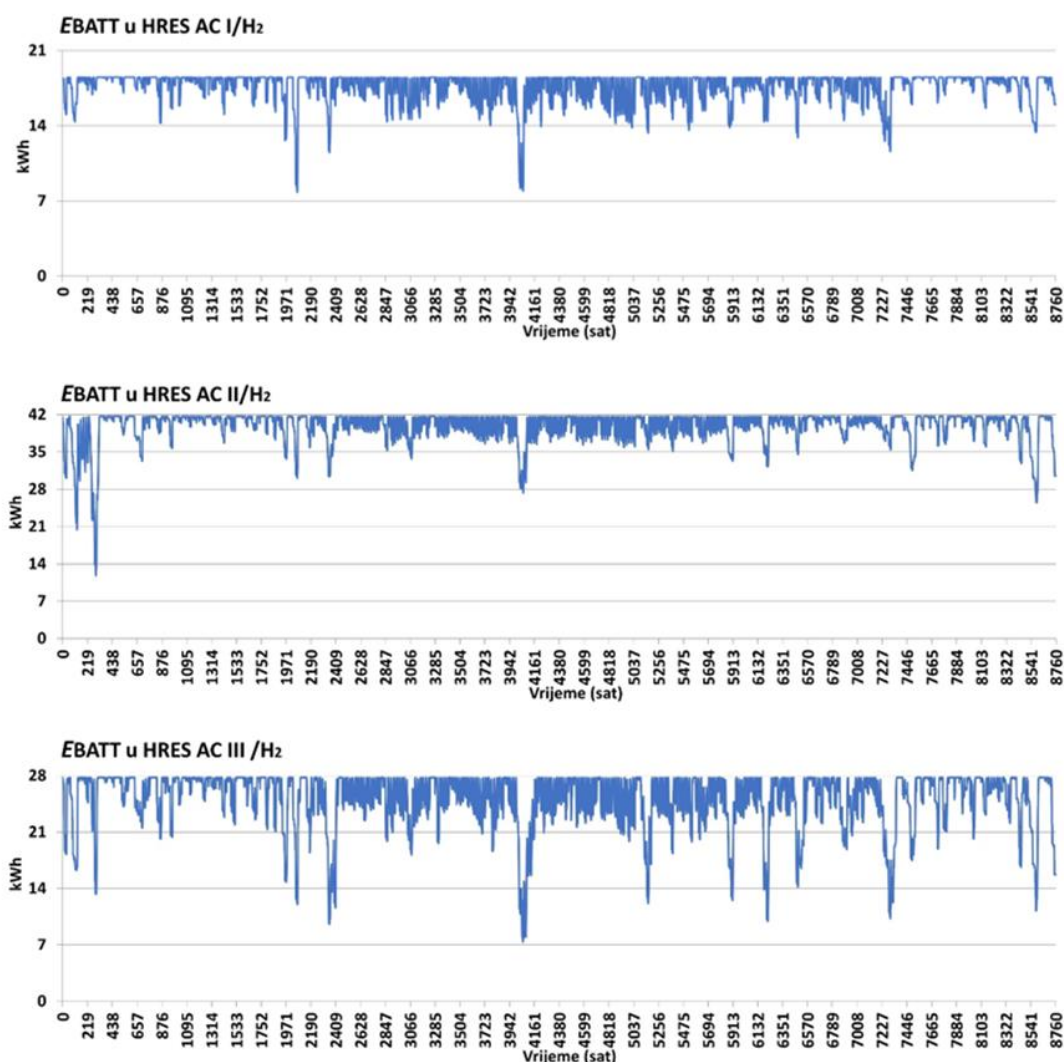 EBATT u HRES AC I/H₂
21
14
7
0
kWh
0 219 438 657 876 1095 1314 1533 1752 1971 2190 2409 2628 2847 3066 3285 3504 3723 3942 4161 4380 4599 4818 5037 5256 5475 5694 5913 6132 6351 6570 6789 7008 7227 7446 7665 7884 8103 8322 8541 8760
Vrijeme (sat)
EBATT u HRES AC II/H₂
42
35
28
21
14
7
0
kWh
0 219 438 657 876 1095 1314 1533 1752 1971 2190 2409 2628 2847 3066 3285 3504 3723 3942 4161 4380 4599 4818 5037 5256 5475 5694 5913 6132 6351 6570 6789 7008 7227 7446 7665 7884 8103 8322 8541 8760
Vrijeme (sat)
EBATT u HRES AC III /H₂
28
21
14
7
0
kWh
0 219 438 657 876 1095 1314 1533 1752 1971 2190 2409 2628 2847 3066 3285 3504 3723 3942 4161 4380 4599 4818 5037 5256 5475 5694 5913 6132 6351 6570 6789 7008 7227 7446 7665 7884 8103 8322 8541 8760
Vrijeme (sat)